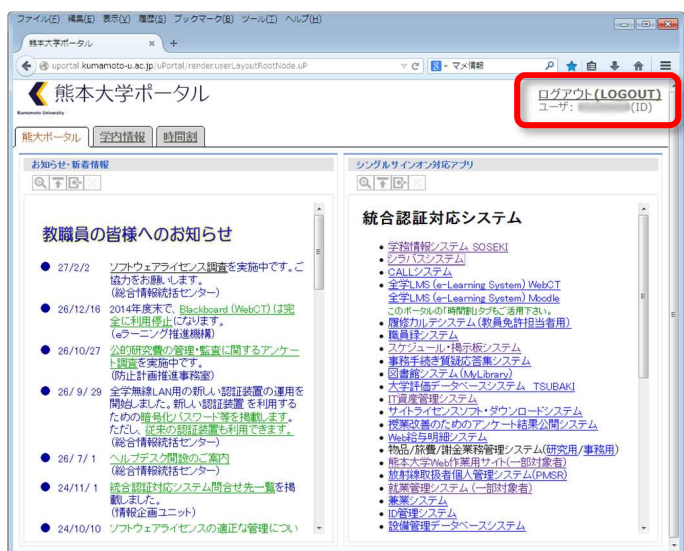 ファイル(F) 編集(E) 表示(V) 履歴(S) ブックマーク(B) ツール(T) ヘルプ(H)
熊本大学ポータル × +
uportal.kumamoto-u.ac.jp/uPortal/render.userLayoutRootNode.uP
マメ情報
熊本大学ポータル
Kumamoto University
ログアウト(LOGOUT)
ユーザ:
(ID)
熊大ポータル 学内情報 時間割
お知らせ・新着情報
教職員の皆様へのお知らせ
27/2/2 ソフトウェアライセンス調査を実施中です。ご
協力をお願いします。
(総合情報統括センター)
26/12/16 2014年度末で、Blackboard (WebCT) は完
全に利用停止になります。
(eラーニング推進機構)
26/10/27 公的研究費の管理・監査に関するアンケー
ト調査を実施中です。
(防止計画推進事務室)
26/ 9/ 29 全学無線LAN用の新しい認証装置の運用を
開始しました。新しい認証装置 を利用する
ための暗号化パスワード等を掲載します。
ただし、従来の認証装置も利用できます。
(総合情報統括センター)
26/ 7/ 1 ヘルプデスク開設のご案内
(総合情報統括センター)
24/11/ 1 統合認証対応システム問合せ先一覧を掲
載しました。
(情報企画ユニット)
24/10/10 ソフトウェアライセンスの適正な管理につい
シングルサインオン対応アプリ
統合認証対応システム
学務情報システム SOSEKI
シラバスシステム
CALLシステム
全学LMS (e-Learning System) WebCT
全学LMS (e-Learning System) Moodle
このポータルの「時間割」タブもご活用下さい。
履修カルテシステム(教員免許担当者用)
職員録システム
スケジュール・掲示板システム
事務手続き質疑応答集システム
図書館システム(MyLibrary)
大学評価データベースシステム TSUBAKI
IT資産管理システム
サイトライセンスソフト・ダウンロードシステム
授業改善のためのアンケート結果公開システム
Web給与明細システム
物品/旅費/謝金業務管理システム(研究用/事務用)
熊本大学Web作業用サイト(一部対象者)
放射線取扱者個人管理システム(PMSR)
就業管理システム (一部対象者)
兼業システム
ID管理システム
設備管理データベースシステム